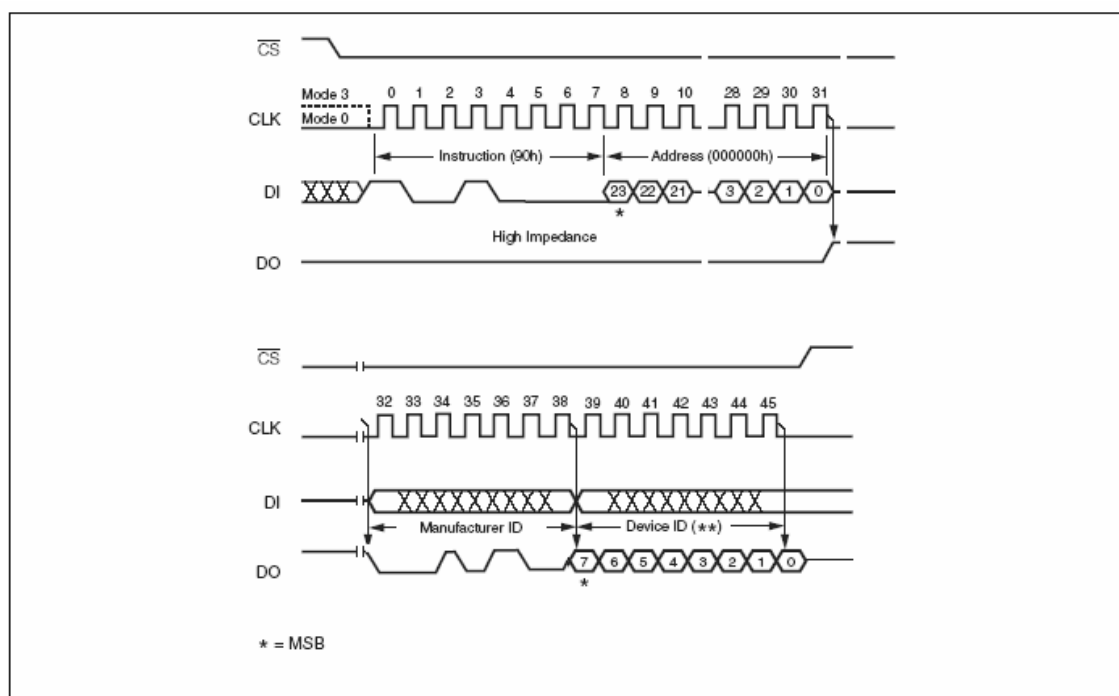 CS
Mode 3
0 1 2 3 4 5 6 7 8 9 10 28 29 30 31
CLK
Mode 0
Instruction (90h)
Address (000000h)
DI
23 22 21 3 2 1 0
*
High Impedance
DO
CS
32 33 34 35 36 37 38 39 40 41 42 43 44 45
CLK
DI
Manufacturer ID
Device ID (**)
DO
7 6 5 4 3 2 1 0
*
* = MSB